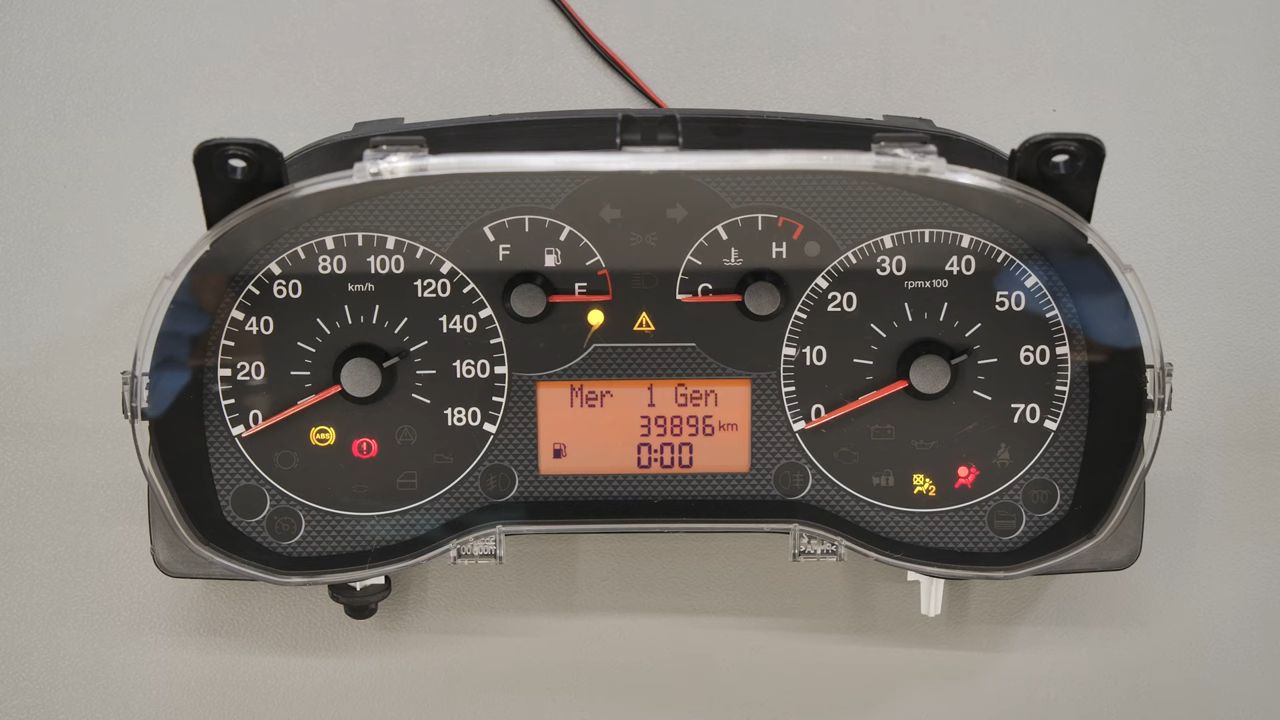 80 100
60 km/h 120
40 140
20 160
0 180
ABS
F
E
H
C
30 40
rpmx100
20 50
10 60
0 70
2
Mer 1 Gen
39896 km
0:00